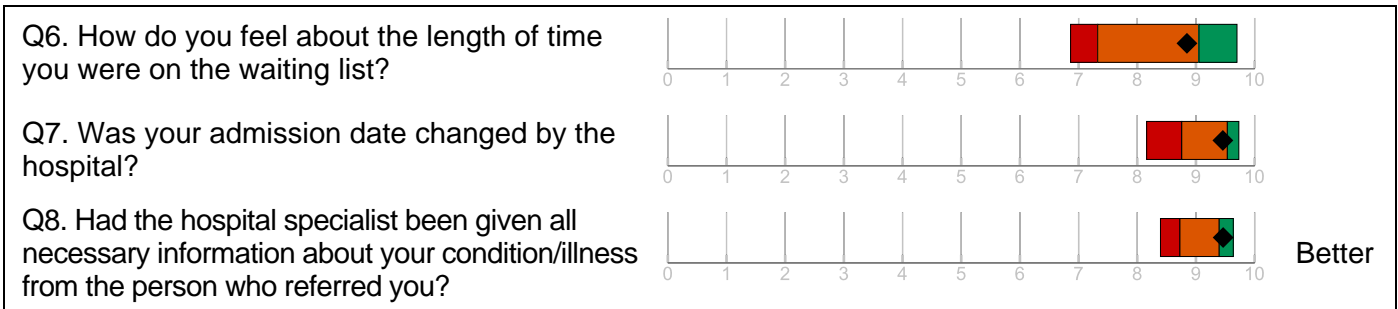 Q6. How do you feel about the length of time
you were on the waiting list?
0 1 2 3 4 5 6 7 8 9 10
Q7. Was your admission date changed by the
hospital?
0 1 2 3 4 5 6 7 8 9 10
Q8. Had the hospital specialist been given all
necessary information about your condition/illness
from the person who referred you?
0 1 2 3 4 5 6 7 8 9 10
Better